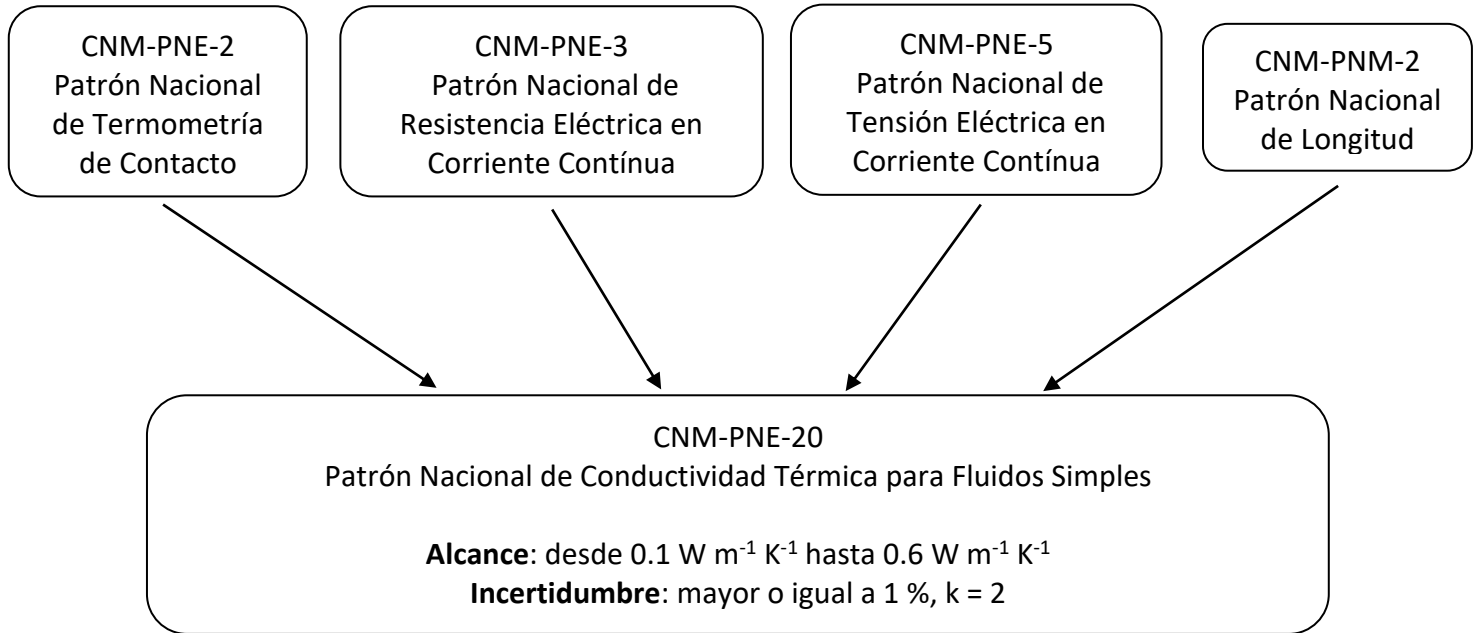 CNM-PNE-2
Patrón Nacional
de Termometría
de Contacto
CNM-PNE-3
Patrón Nacional de
Resistencia Eléctrica en
Corriente Contínua
CNM-PNE-5
Patrón Nacional de
Tensión Eléctrica en
Corriente Contínua
CNM-PNM-2
Patrón Nacional
de Longitud
CNM-PNE-20
Patrón Nacional de Conductividad Térmica para Fluidos Simples
Alcance: desde 0.1 W m⁻¹ K⁻¹ hasta 0.6 W m⁻¹ K⁻¹
Incertidumbre: mayor o igual a 1 %, k = 2